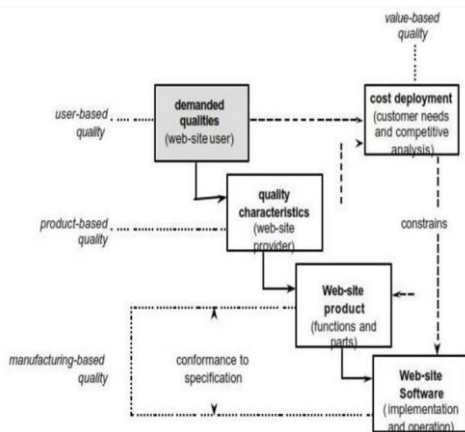 value-based
quality
demanded
qualities
(web-site user)
cost deployment
(customer needs
and competitive
analysis)
user-based
quality
quality
characteristics
(web-site
provider)
product-based
quality
constrains
Web-site
product
(functions and
parts)
manufacturing-based
quality
conformance to
specification
Web-site
Software
(implementation
and operation)